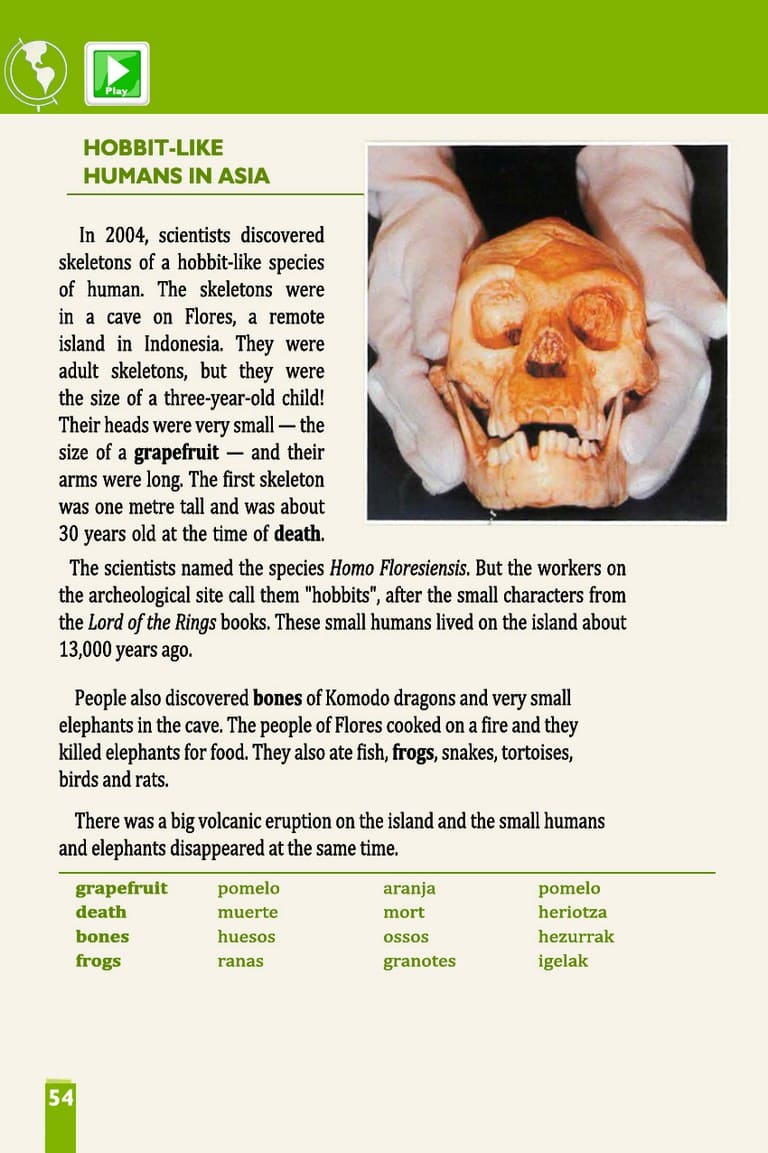 Play
HOBBIT-LIKE
HUMANS IN ASIA
In 2004, scientists discovered
skeletons of a hobbit-like species
of human. The skeletons were
in a cave on Flores, a remote
island in Indonesia. They were
adult skeletons, but they were
the size of a three-year-old child!
Their heads were very small — the
size of a grapefruit — and their
arms were long. The first skeleton
was one metre tall and was about
30 years old at the time of death.
The scientists named the species Homo Floresiensis. But the workers on
the archeological site call them "hobbits", after the small characters from
the Lord of the Rings books. These small humans lived on the island about
13,000 years ago.
People also discovered bones of Komodo dragons and very small
elephants in the cave. The people of Flores cooked on a fire and they
killed elephants for food. They also ate fish, frogs, snakes, tortoises,
birds and rats.
There was a big volcanic eruption on the island and the small humans
and elephants disappeared at the same time.
grapefruit pomelo aranja pomelo
death muerte mort heriotza
bones huesos ossos hezurrak
frogs ranas granotes igelak
54